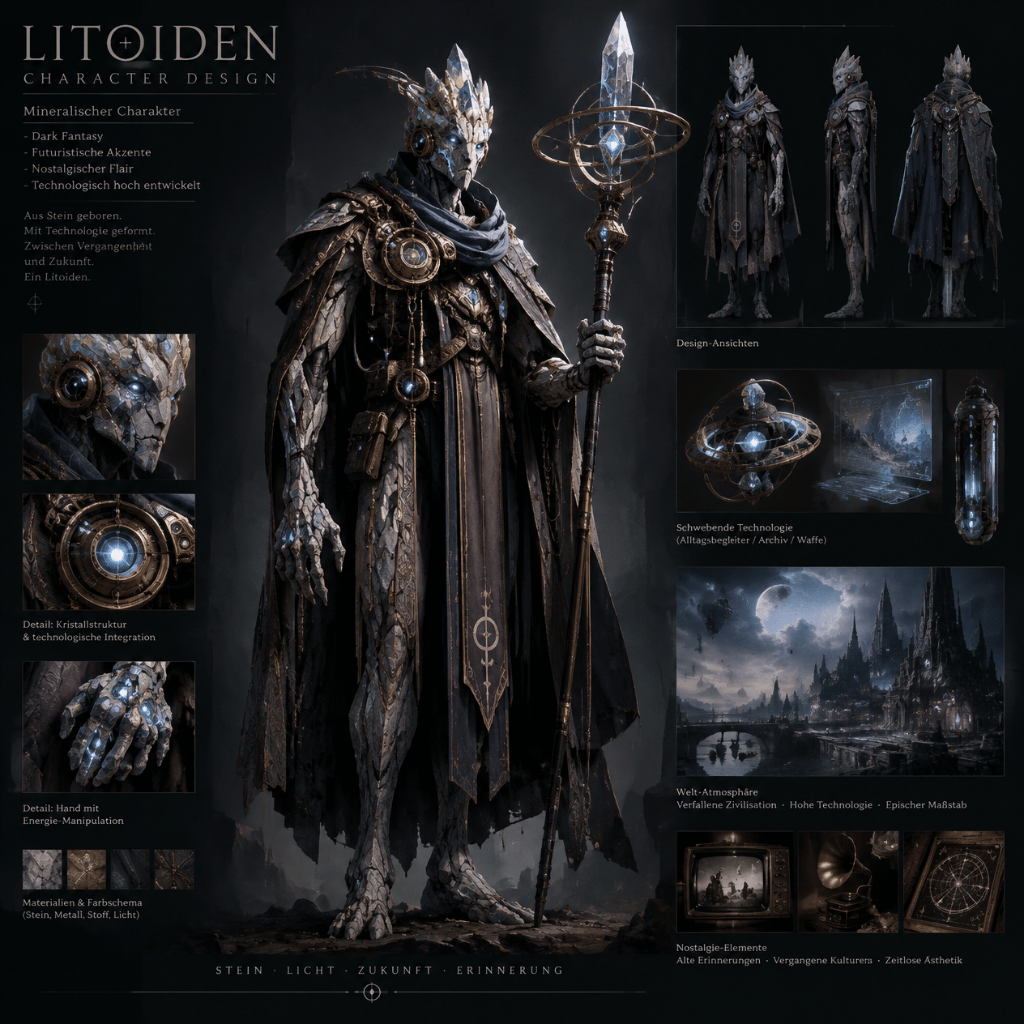 LITOIDEN
CHARACTER DESIGN
Mineralischer Charakter
- Dark Fantasy
- Futuristische Akzente
- Nostalgischer Flair
- Technologisch hoch entwickelt
Aus Stein geboren.
Mit Technologie geformt.
Zwischen
und Zukunft.
Ein Litoiden.
Detail: Kristallstruktur
& technologische Integration
Detail: Hand mit
Energie-Manipulation
Materialien & Farbschema
(Stein, Metall, Stoff, Licht)
STEIN · LICHT · ZUKUNFT · ERINNERUNG
Design-Ansichten
Schwebende Technologie
(Alltagsbegleiter / Archiv / Waffe)
Welt-Atmosphäre
Verfallene Zivilisation · Hohe Technologie · Epischer Maßstab
Nostalgie-Elemente
Alte Erinnerungen · Vergangene Kulturers · Zeitlose Ästhetik